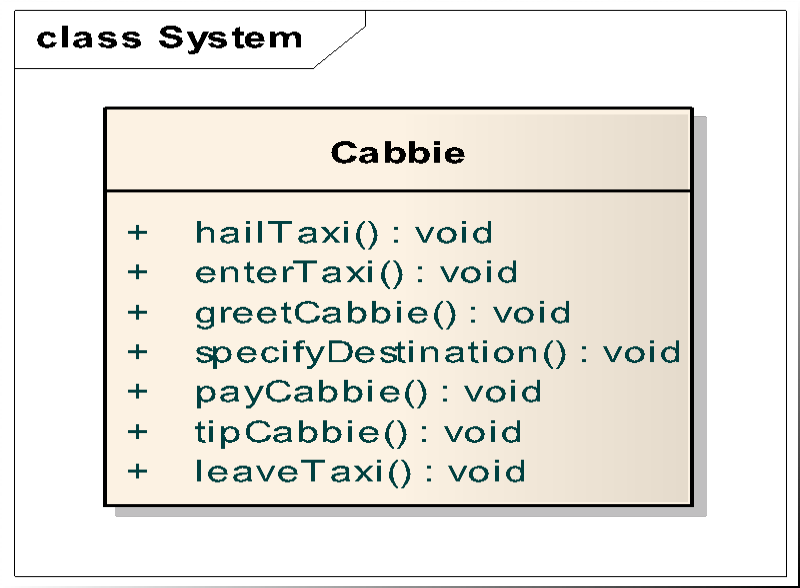 class System
Cabbie
+ hailTaxi() : void
+ enterTaxi() : void
+ greetCabbie() : void
+ specifyDestination() : void
+ payCabbie() : void
+ tipCabbie() : void
+ leaveTaxi() : void